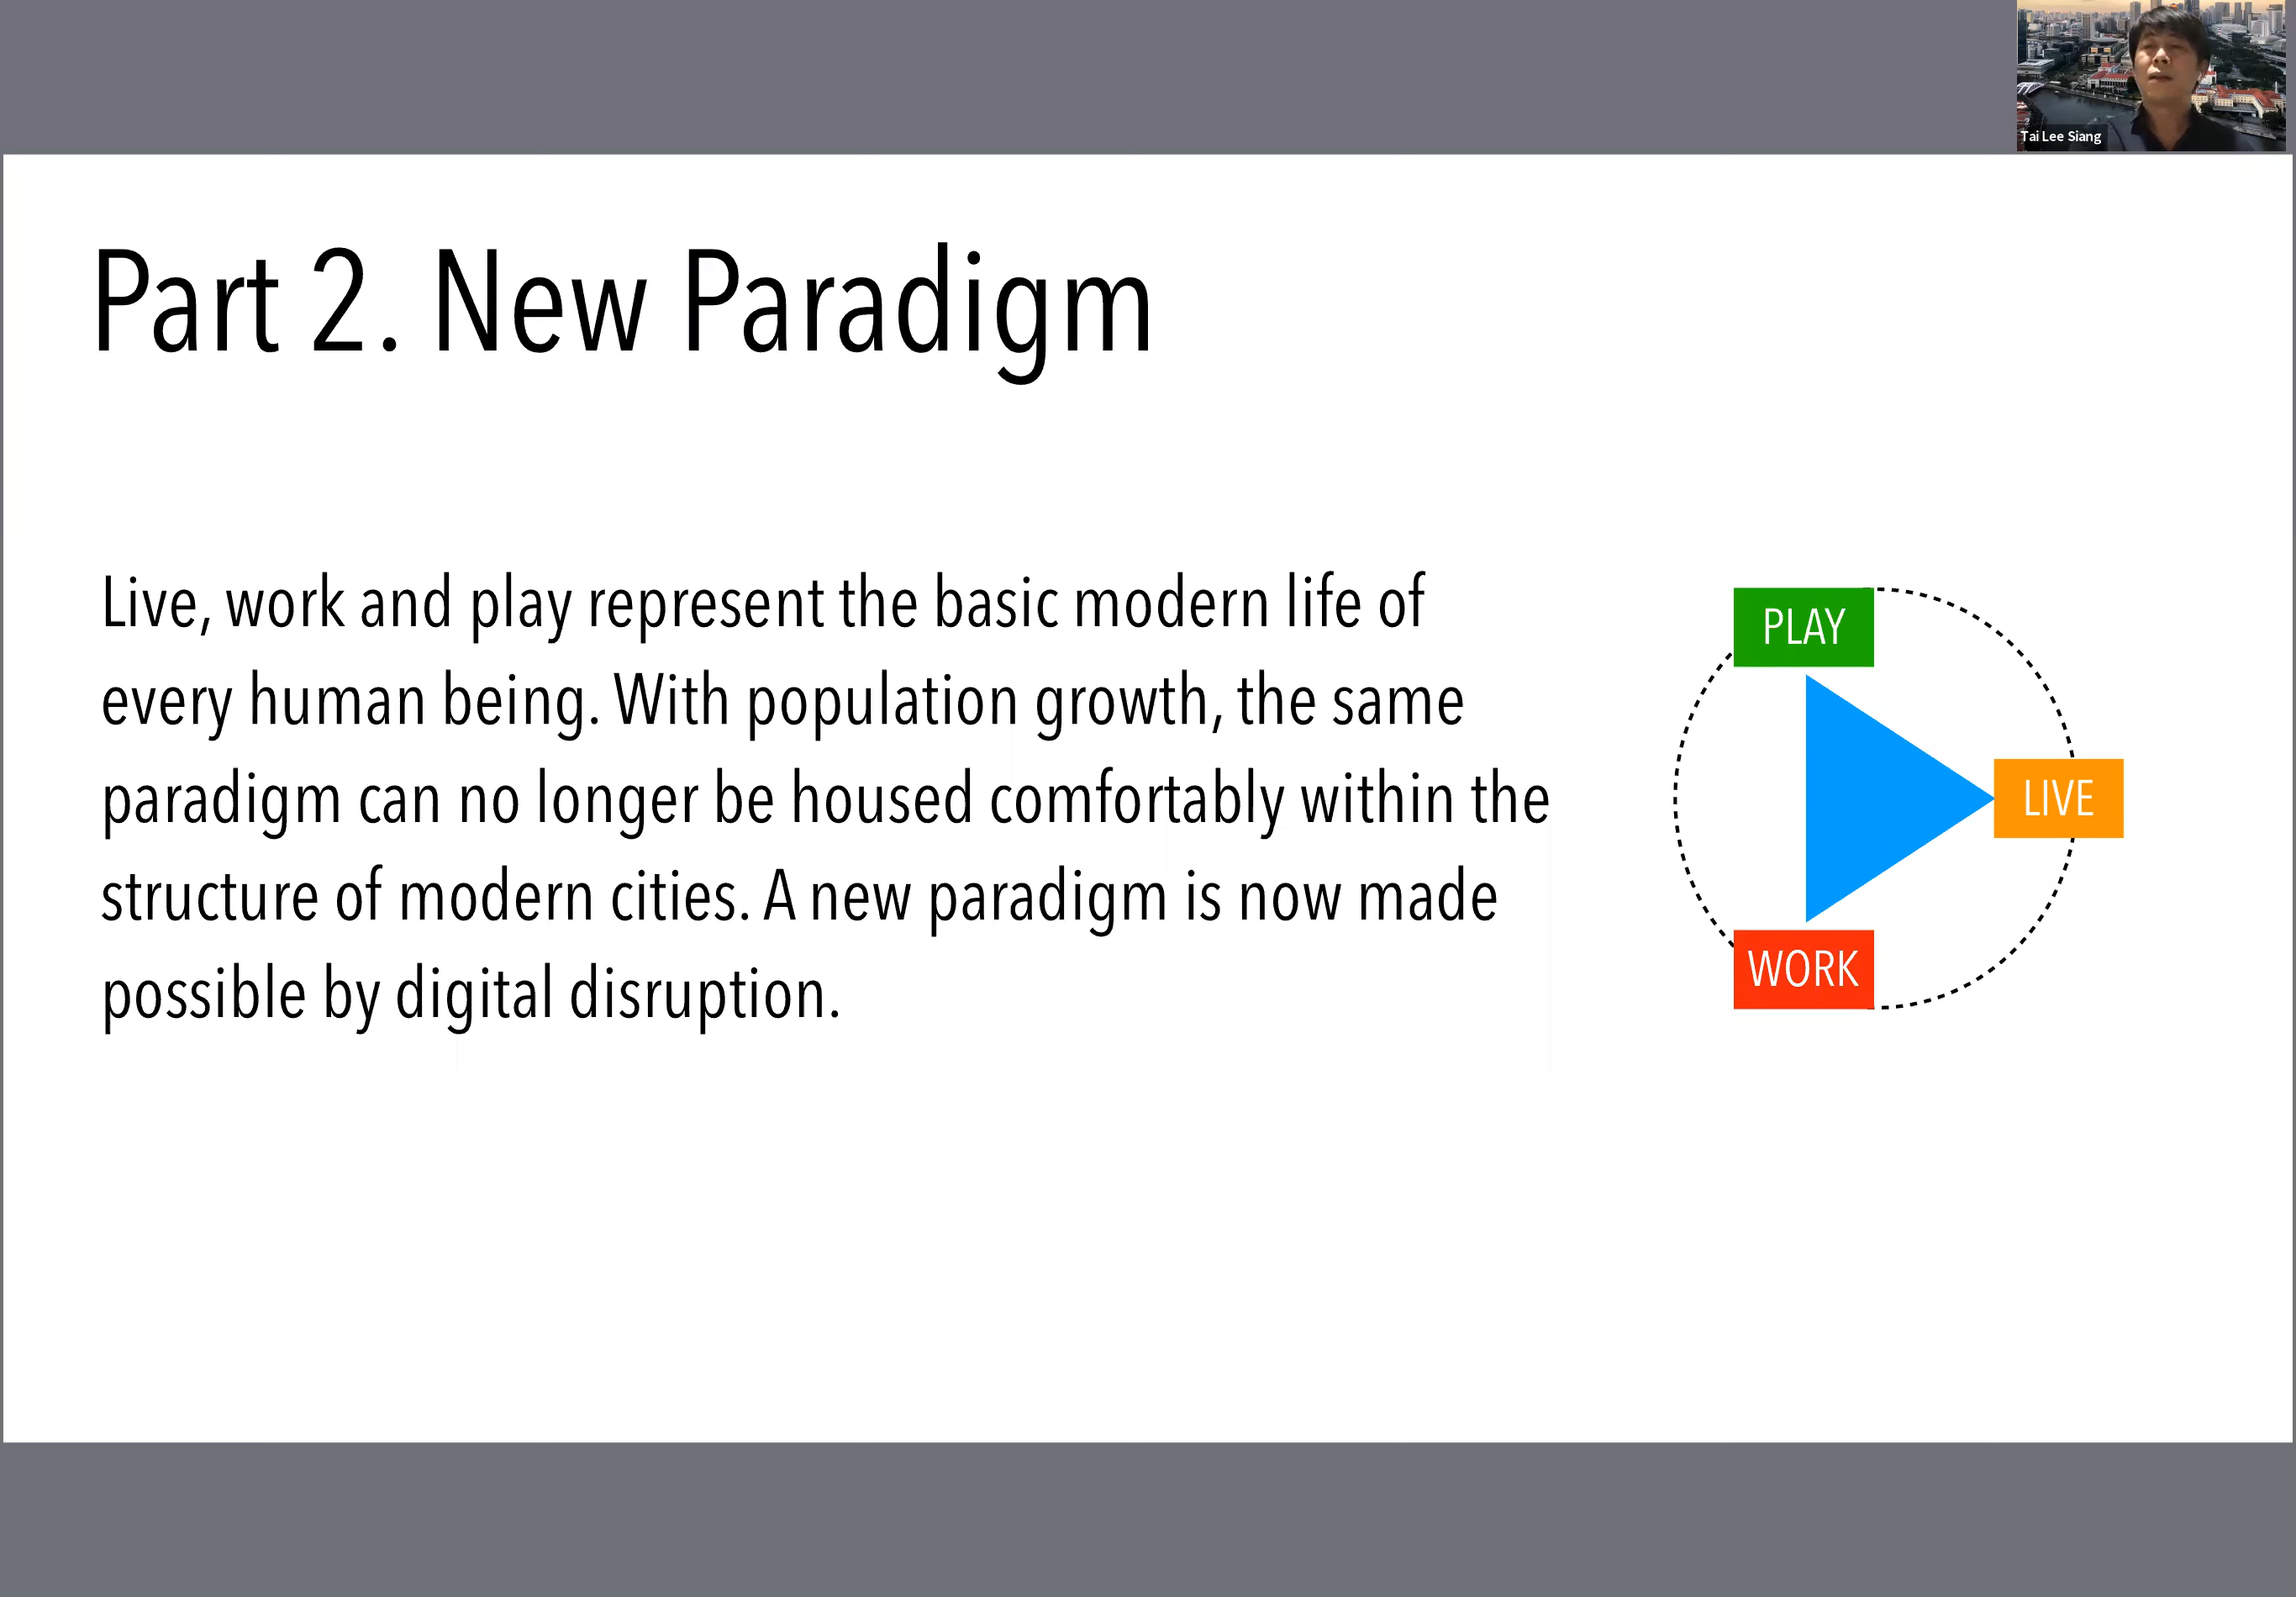 Tai Lee Siang
Part 2. New Paradigm
Live, work and play represent the basic modern life of
every human being. With population growth, the same
paradigm can no longer be housed comfortably within the
structure of modern cities. A new paradigm is now made
possible by digital disruption.
PLAY
LIVE
WORK